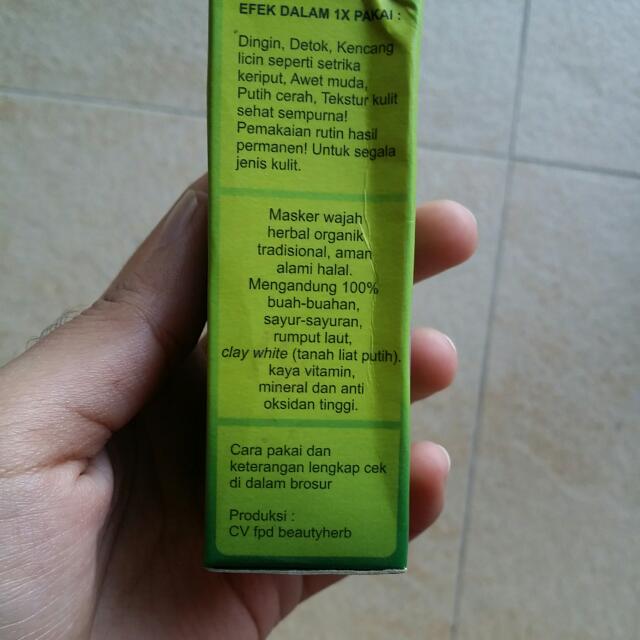 EFEK DALAM 1X PAKAI :
Dingin, Detok, Kencang
licin seperti setrika
keriput, Awet muda,
Putih cerah, Tekstur kulit
sehat sempurna!
Pemakaian rutin hasil
permanen! Untuk segala
jenis kulit.
Masker wajah
herbal organik
tradisional, aman
alami halal.
Mengandung 100%
buah-buahan,
sayur-sayuran,
rumput laut,
clay white (tanah liat putih).
kaya vitamin,
mineral dan anti
oksidan tinggi.
Cara pakai dan
keterangan lengkap cek
di dalam brosur
Produksi :
CV fpd beautyherb